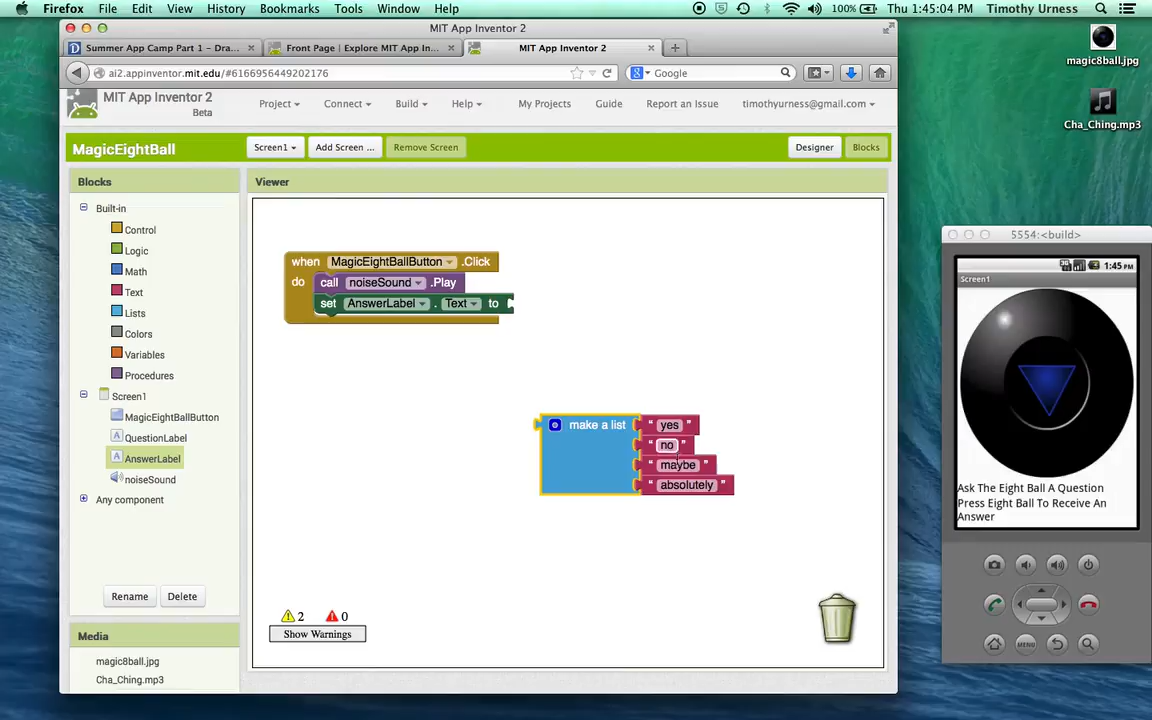 Firefox File Edit View History Bookmarks Tools Window Help 100% Thu 1:45:04 PM Timothy Urness
MIT App Inventor 2
Summer App Camp Part 1 – Dra... Front Page | Explore MIT App In... MIT App Inventor 2
ai2.appinventor.mit.edu/#6166956449202176 Google
MIT App Inventor 2
Beta
Project Connect Build Help My Projects Guide Report an Issue timothyurness@gmail.com
MagicEightBall Screen1 Add Screen ... Remove Screen Designer Blocks
Blocks
Viewer
Built-in
Control
Logic
Math
Text
Lists
Colors
Variables
Procedures
Screen1
MagicEightBallButton
QuestionLabel
AnswerLabel
noiseSound
Any component
Rename Delete
Media
magic8ball.jpg
Cha_Ching.mp3
when MagicEightBallButton .Click
do call noiseSound .Play
set AnswerLabel . Text to
make a list “ yes ”
“ no ”
“ maybe ”
“ absolutely ”
2 0
Show Warnings
magic8ball.jpg
Cha_Ching.mp3
5554:<build>
1:45 PM
Screen1
Ask The Eight Ball A Question
Press Eight Ball To Receive An
Answer
MENU